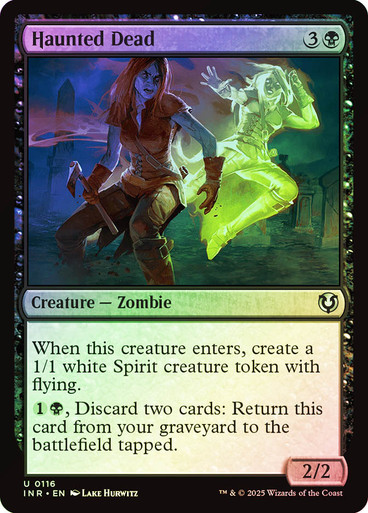 Haunted Dead 3
Creature — Zombie
When this creature enters, create a
1/1 white Spirit creature token with
flying.
1, Discard two cards: Return this
card from your graveyard to the
battlefield tapped.
2/2
U 0116
INR • EN Lake Hurwitz
™ & © 2025 Wizards of the Coast